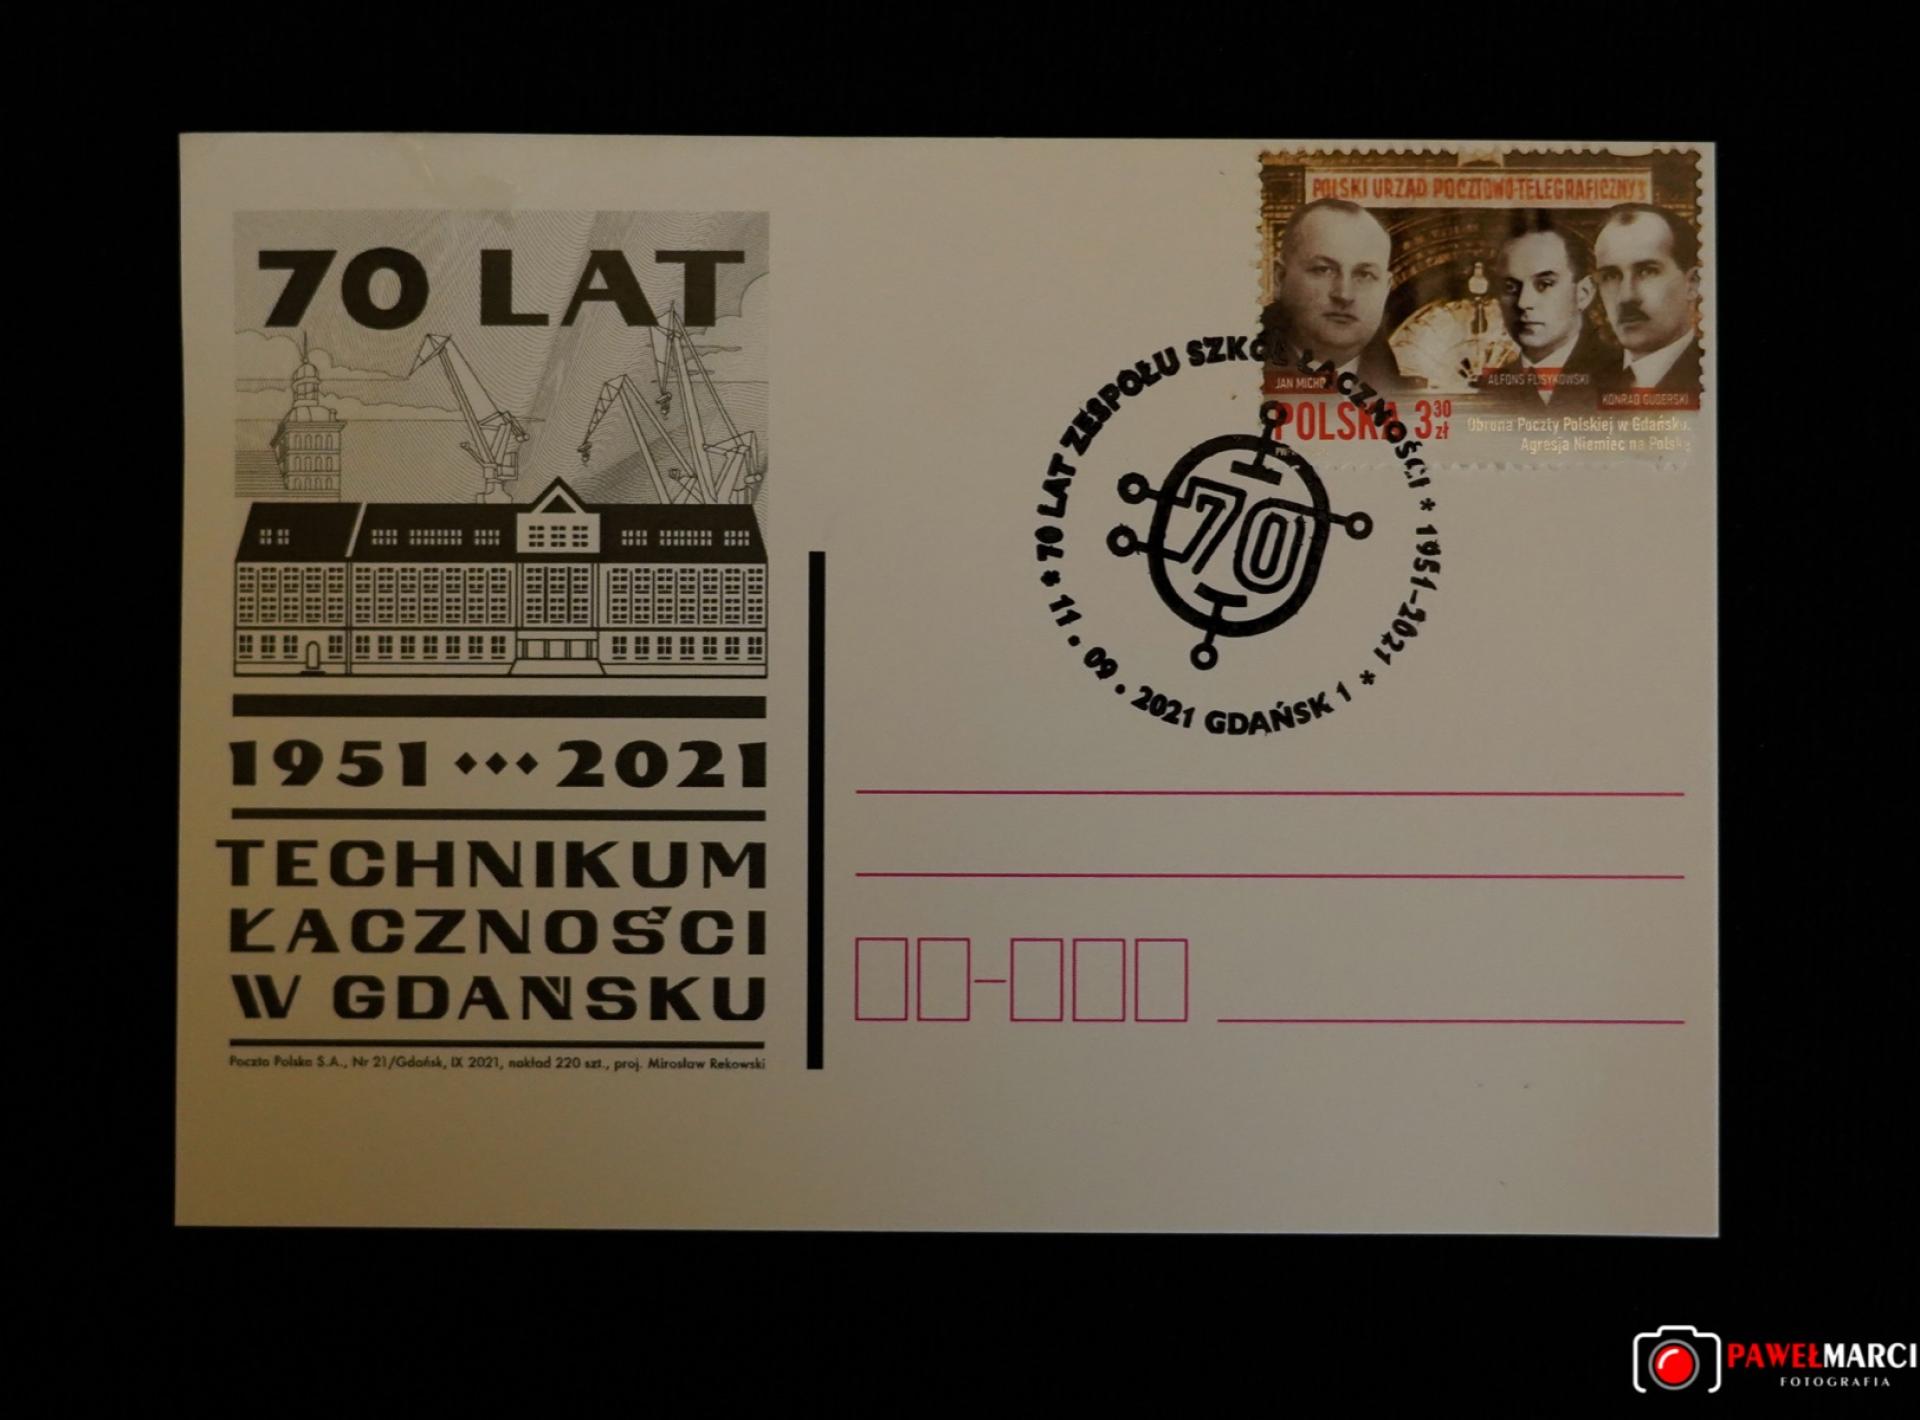 70 LAT
1951 ◆◆◆ 2021
TECHNIKUM
ŁĄCZNOŚCI
W GDAŃSKU
Poczta Polska S.A., Nr 21/Gdańsk, IX 2021, nakład 220 szt., proj. Mirosław Rekowski
POLSKI URZĄD POCZTOWO-TELEGRAFICZNY
JAN
ALFONS FLISYKOWSKI
KONRAD GUDERSKI
POLSKA 3 30 zł
Obrona Poczty Polskiej w Gdańsku.
Agresja Niemiec na Polskę
* 70 LAT ZESPOŁU SZKÓŁ ŁĄCZNOŚCI * 1951-2021 *
70
11 • 09 • 2021 GDAŃSK 1
PAWEŁMARCI
FOTOGRAFIA